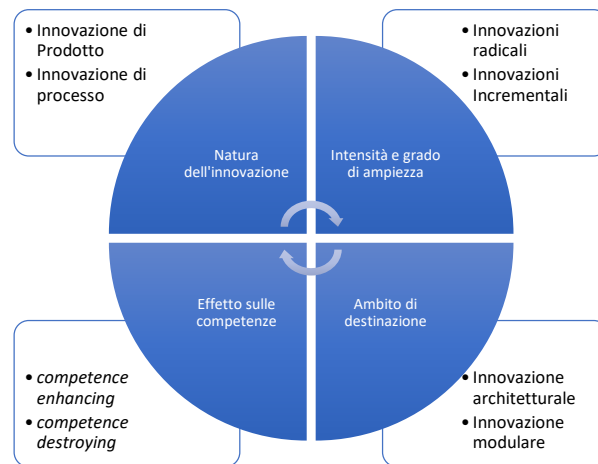 • Innovazione di
Prodotto
• Innovazione di
processo
• Innovazioni
radicali
• Innovazioni
Incrementali
Natura
dell'innovazione
Intensità e grado
di ampiezza
Effetto sulle
competenze
Ambito di
destinazione
• competence
enhancing
• competence
destroying
• Innovazione
architetturale
• Innovazione
modulare